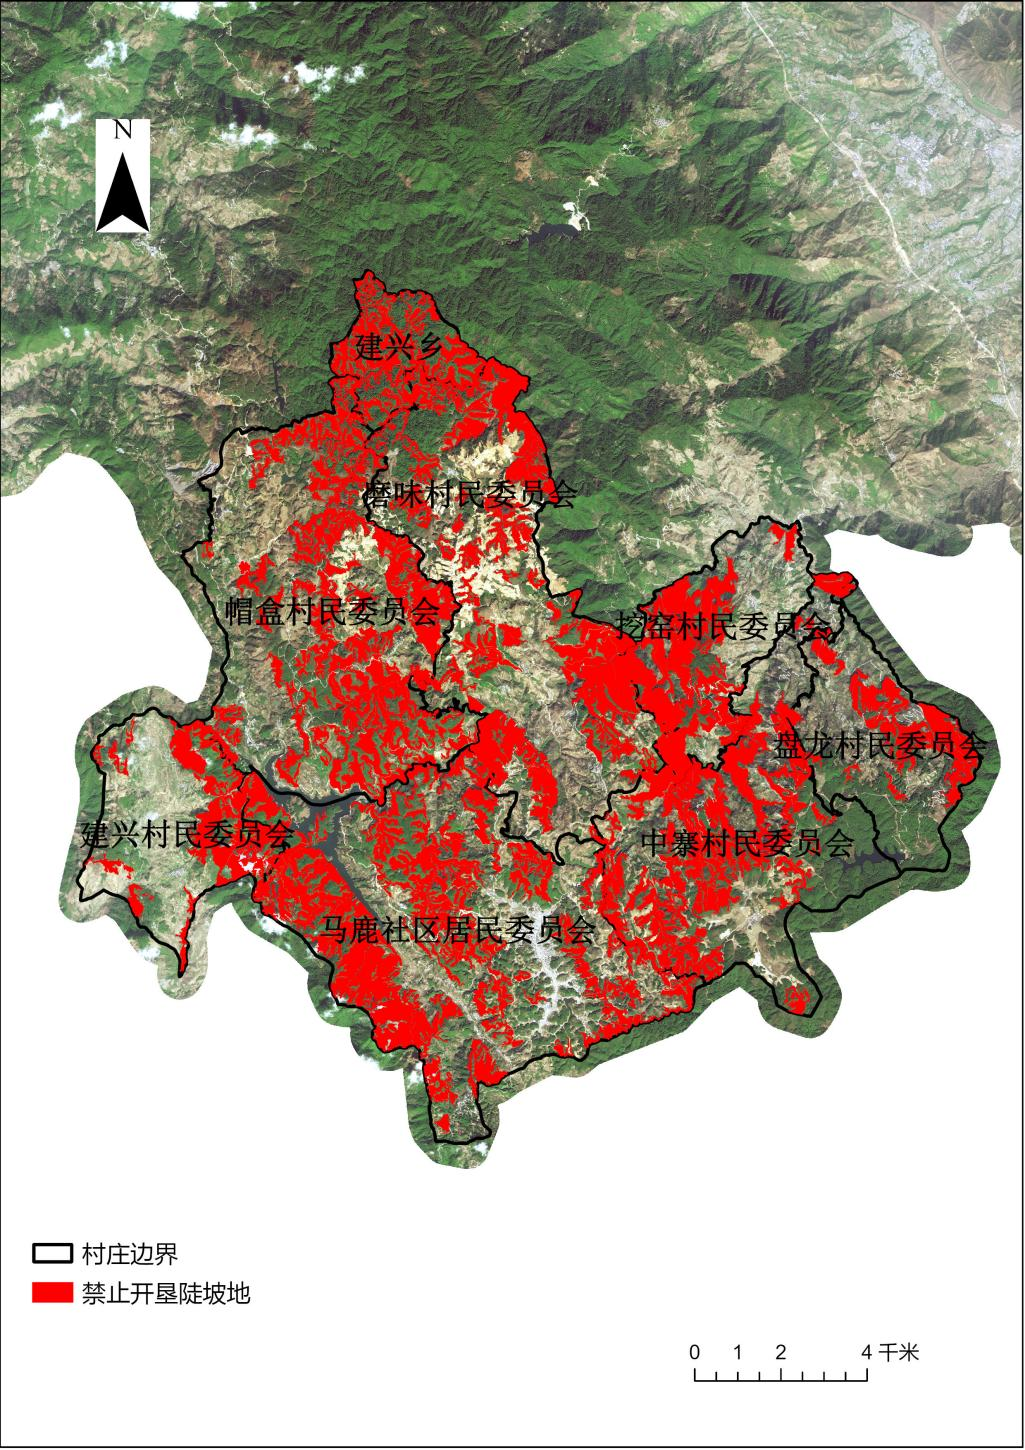 N
建兴乡
磨味村民委员会
帽盒村民委员会
挖窑村民委员会
盘龙村民委员会
建兴村民委员会
中寨村民委员会
马鹿社区居民委员会
村庄边界
禁止开垦陡坡地
0 1 2 4 千米